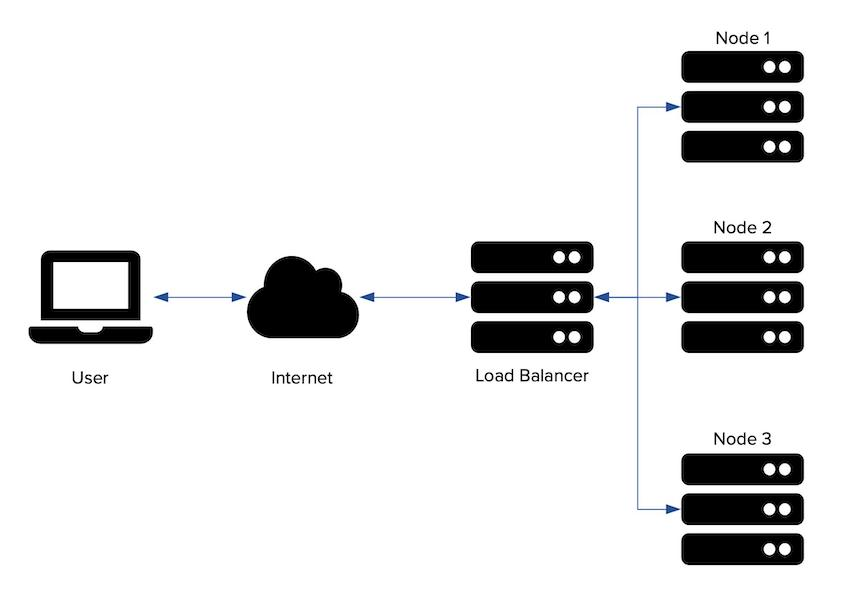 Node 1
Node 2
User
Internet
Load Balancer
Node 3